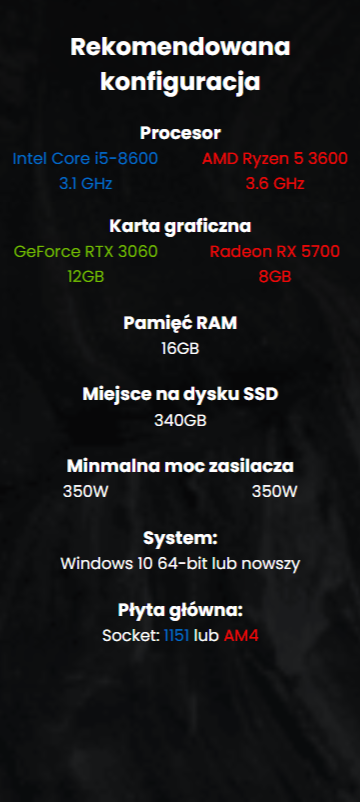 Rekomendowana
konfiguracja
Procesor
Intel Core i5-8600 AMD Ryzen 5 3600
3.1 GHz 3.6 GHz
Karta graficzna
GeForce RTX 3060 Radeon RX 5700
12GB 8GB
Pamięć RAM
16GB
Miejsce na dysku SSD
340GB
Minmalna moc zasilacza
350W 350W
System:
Windows 10 64-bit lub nowszy
Płyta główna:
Socket: 1151 lub AM4